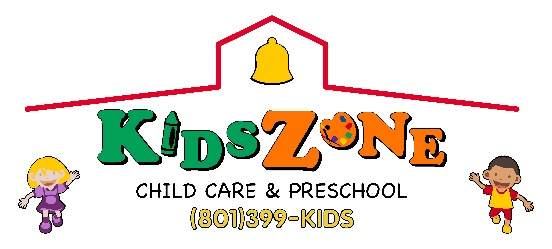 KIDSZONE
CHILD CARE & PRESCHOOL
(801)399-KIDS